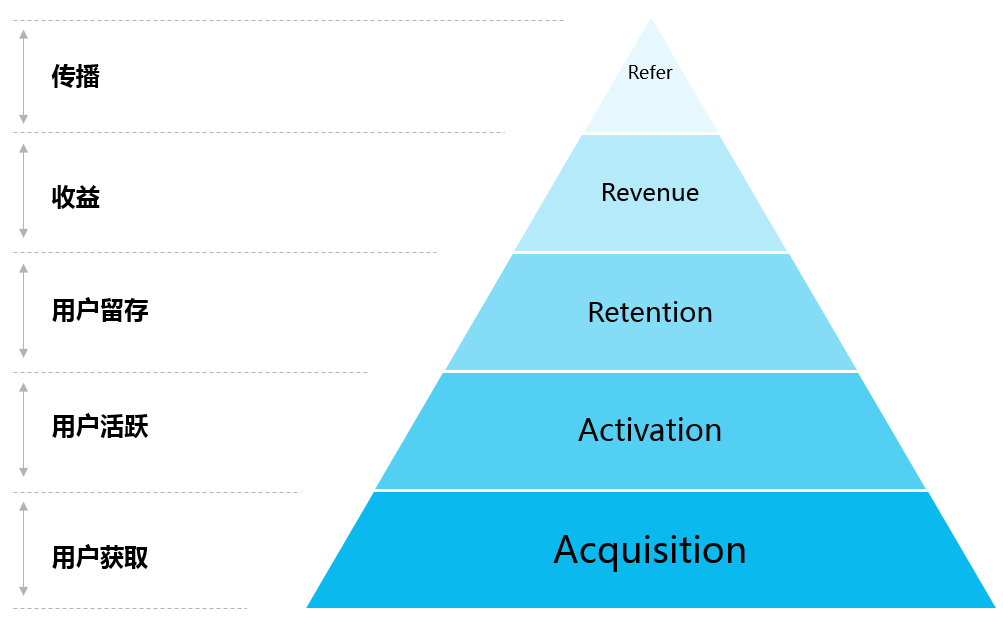 传播
Refer
收益
Revenue
用户留存
Retention
用户活跃
Activation
用户获取
Acquisition